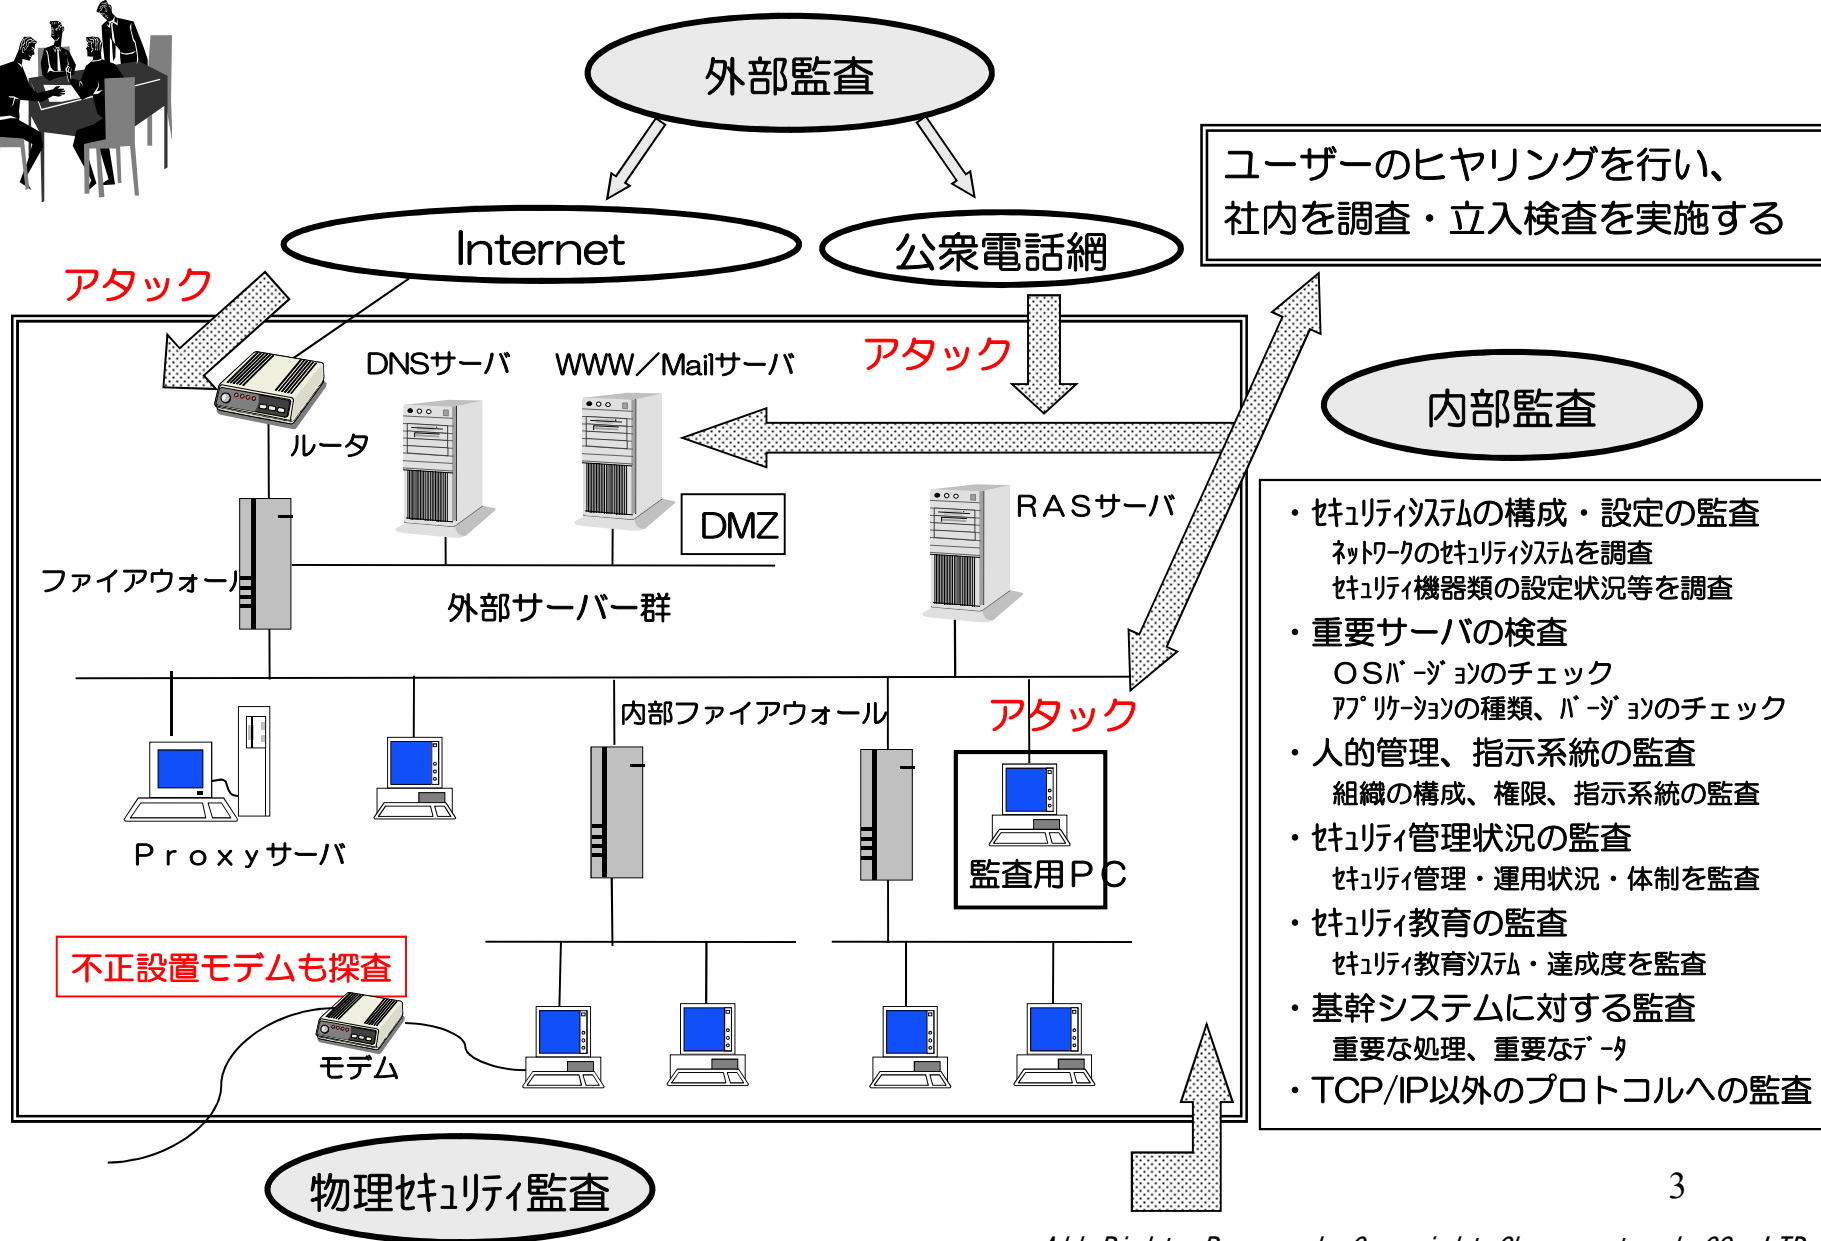 外部監査
ユーザーのヒヤリングを行い、
社内を調査・立入検査を実施する
Internet
公衆電話網
アタック
アタック
DNSサーバ
WWW／Mailサーバ
内部監査
ルータ
RASサーバ
DMZ
ファイアウォール
外部サーバー群
・ｾｷｭﾘﾃｨｼｽﾃﾑの構成・設定の監査
ﾈｯﾄﾜｰｸのｾｷｭﾘﾃｨｼｽﾃﾑを調査
ｾｷｭﾘﾃｨ機器類の設定状況等を調査
・重要サーバの検査
ＯＳﾊﾞｰｼﾞｮﾝのチェック
ｱﾌﾟﾘｹｰｼｮﾝの種類、ﾊﾞｰｼﾞｮﾝのチェック
・人的管理、指示系統の監査
組織の構成、権限、指示系統の監査
・ｾｷｭﾘﾃｨ管理状況の監査
ｾｷｭﾘﾃｨ管理・運用状況・体制を監査
・ｾｷｭﾘﾃｨ教育の監査
ｾｷｭﾘﾃｨ教育ｼｽﾃﾑ・達成度を監査
・基幹システムに対する監査
重要な処理、重要なﾃﾞｰﾀ
・TCP/IP以外のプロトコルへの監査
内部ファイアウォール
アタック
Ｐｒｏｘｙサーバ
監査用ＰＣ
不正設置モデムも探査
モデム
物理ｾｷｭﾘﾃｨ監査
3